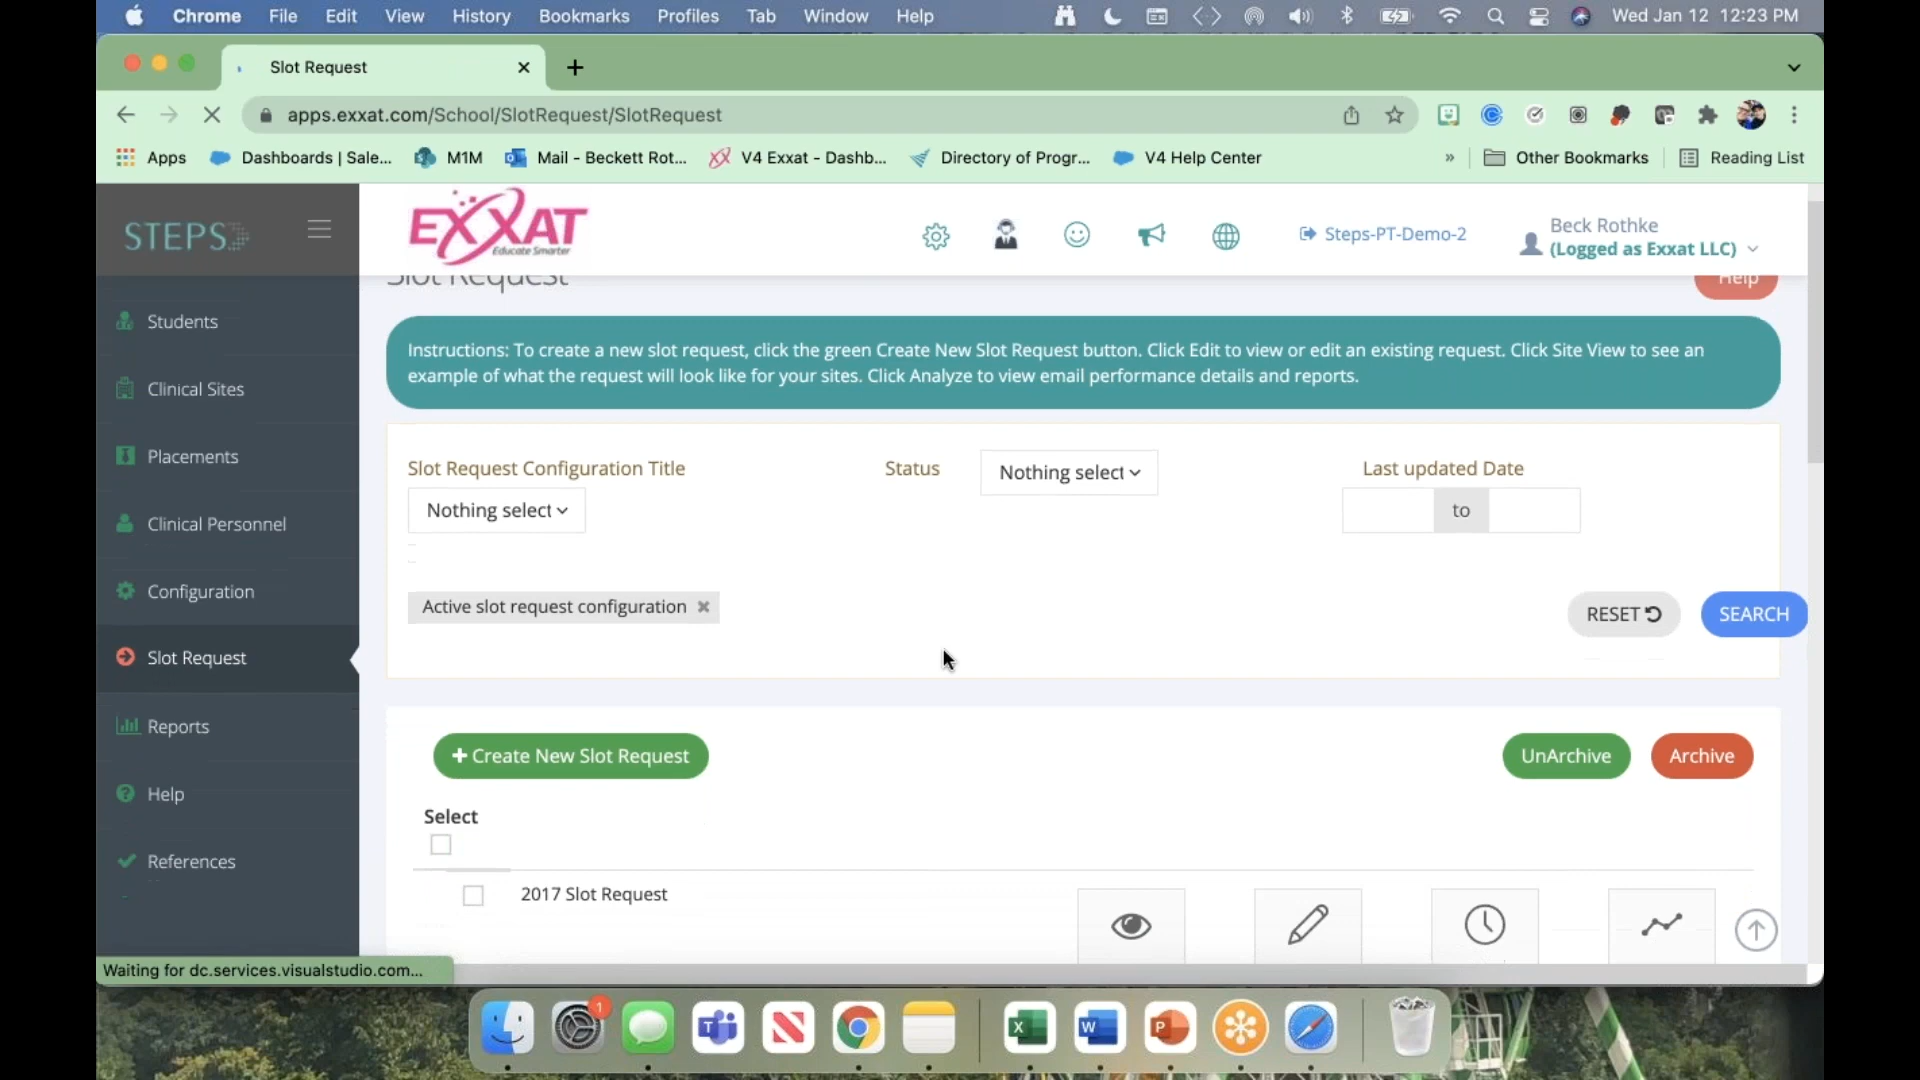 Chrome File Edit View History Bookmarks Profiles Tab Window Help Wed Jan 12 12:23 PM
Slot Request
apps.exxat.com/School/SlotRequest/SlotRequest
Apps Dashboards | Sale... M1M Mail - Beckett Rot... V4 Exxat - Dashb... Directory of Progr... V4 Help Center » Other Bookmarks Reading List
STEPS
EXXAT
Educate Smarter
Steps-PT-Demo-2
Beck Rothke
(Logged as Exxat LLC)
Slot Request
Help
Students
Clinical Sites
Placements
Clinical Personnel
Configuration
Slot Request
Reports
Help
References
Instructions: To create a new slot request, click the green Create New Slot Request button. Click Edit to view or edit an existing request. Click Site View to see an
example of what the request will look like for your sites. Click Analyze to view email performance details and reports.
Slot Request Configuration Title
Nothing select
Status
Nothing select
Last updated Date
to
Active slot request configuration
RESET
SEARCH
+ Create New Slot Request
UnArchive
Archive
Select
2017 Slot Request
Waiting for dc.services.visualstudio.com...
1